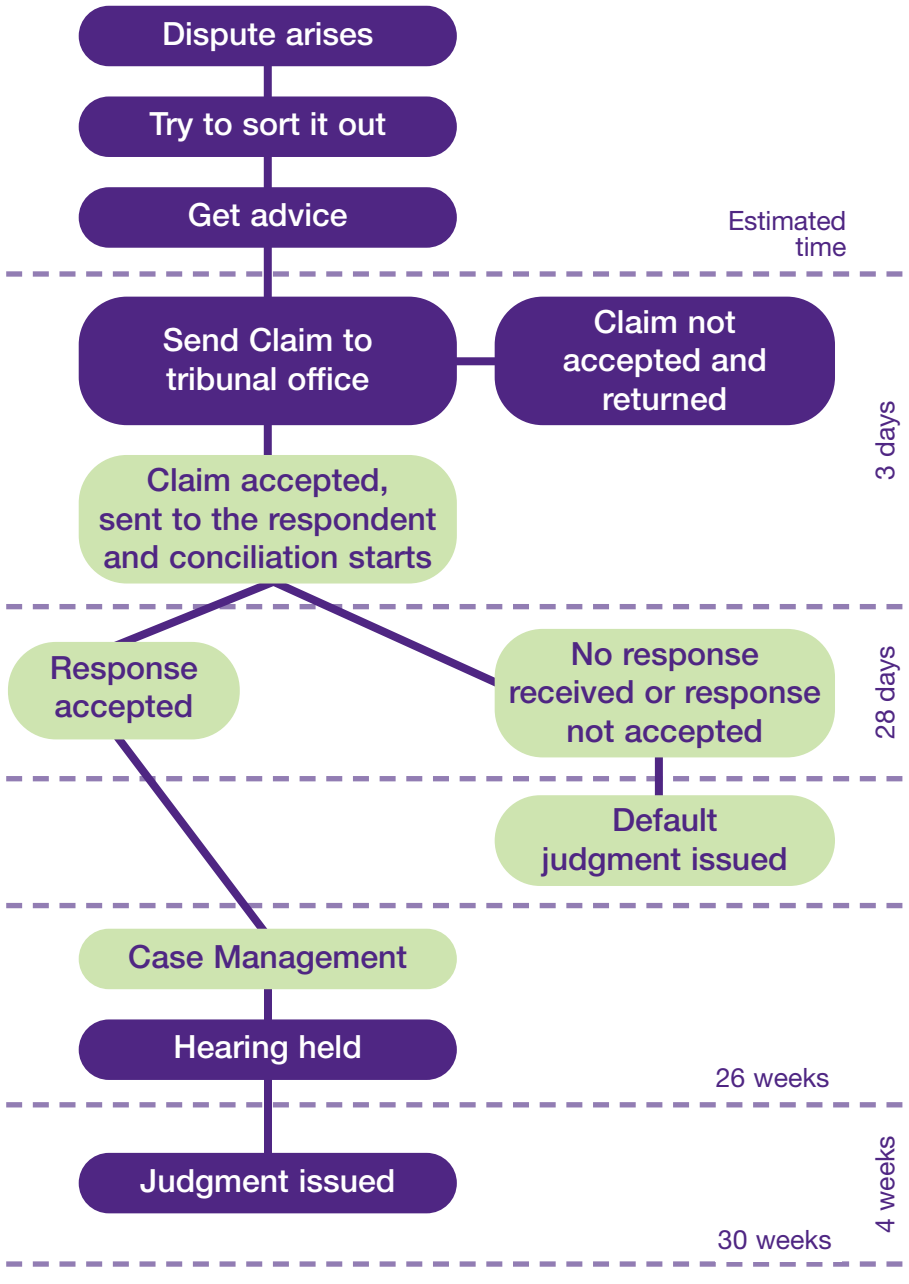 Dispute arises
Try to sort it out
Get advice
Estimated
time
Send Claim to
tribunal office
Claim not
accepted and
returned
3 days
Claim accepted,
sent to the respondent
and conciliation starts
Response
accepted
No response
received or response
not accepted
28 days
Default
judgment issued
Case Management
Hearing held
26 weeks
Judgment issued
4 weeks
30 weeks